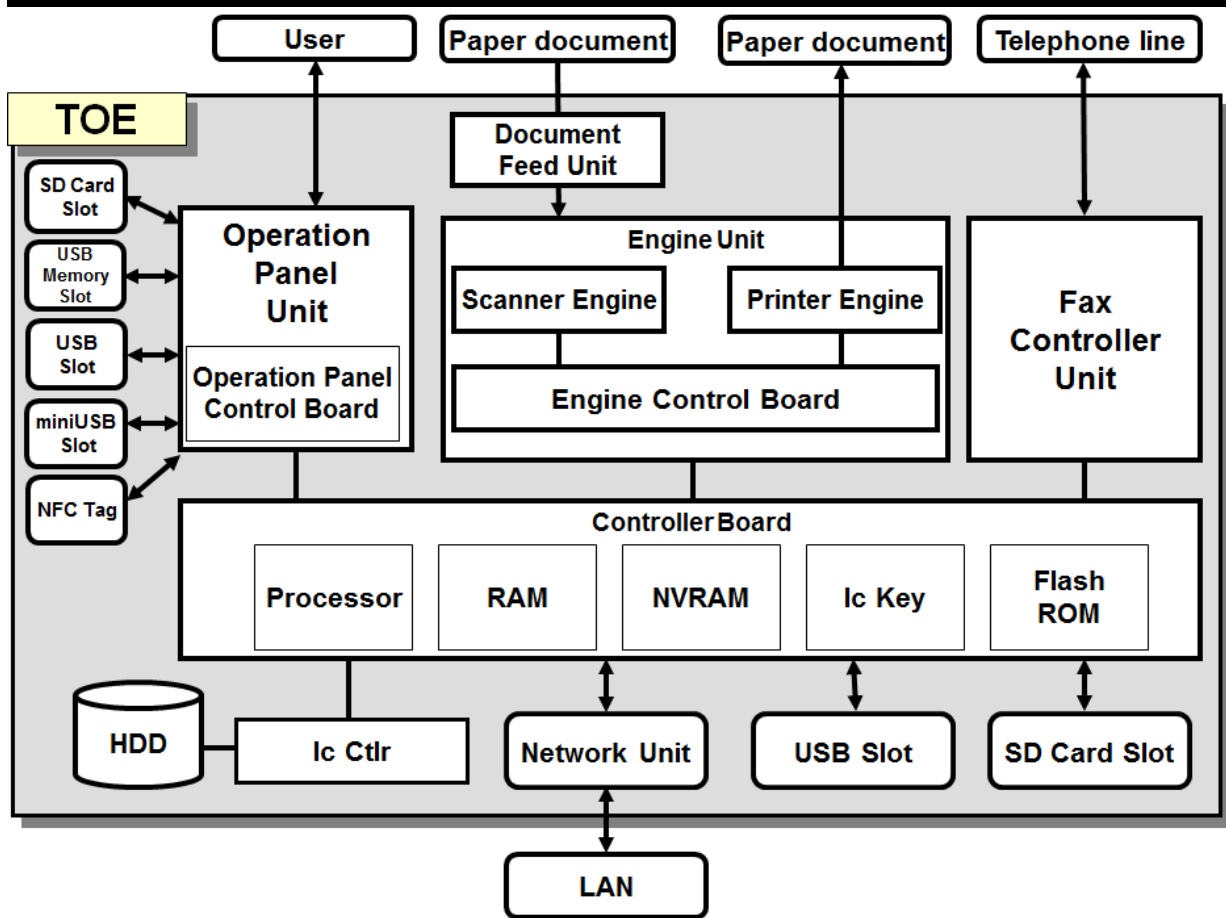 User
Paper document
Paper document
Telephone line
TOE
Document
Feed Unit
SD Card
Slot
USB
Memory
Slot
USB
Slot
miniUSB
Slot
NFC Tag
Operation
Panel
Unit
Operation Panel
Control Board
Engine Unit
Scanner Engine
Printer Engine
Engine Control Board
Fax
Controller
Unit
Controller Board
Processor
RAM
NVRAM
Ic Key
Flash
ROM
HDD
Ic Ctlr
Network Unit
USB Slot
SD Card Slot
LAN